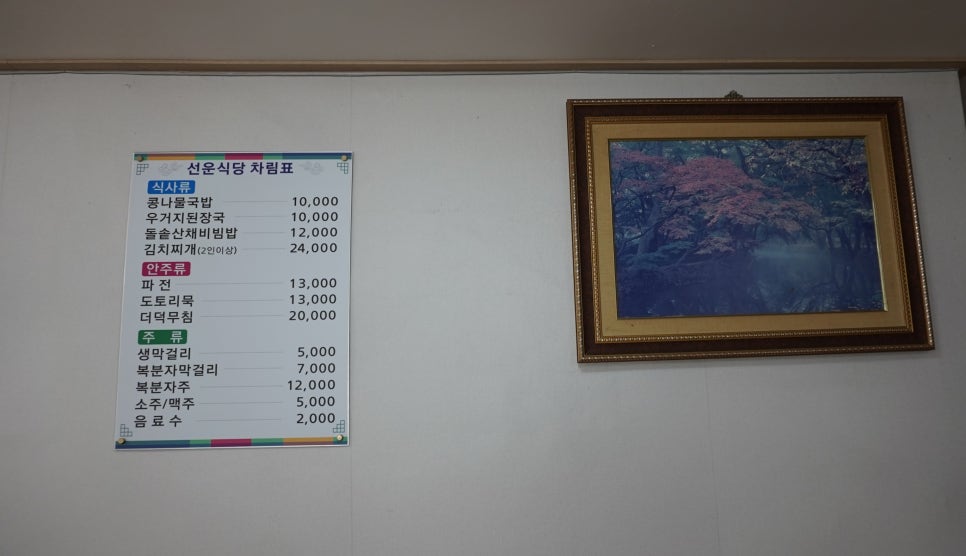 선운식당 차림표
식사류
콩나물국밥 10,000
우거지된장국 10,000
돌솥산채비빔밥 12,000
김치찌개(2인이상) 24,000
안주류
파 전 13,000
도토리묵 13,000
더덕무침 20,000
주 류
생막걸리 5,000
복분자막걸리 7,000
복분자주 12,000
소주/맥주 5,000
음 료 수 2,000